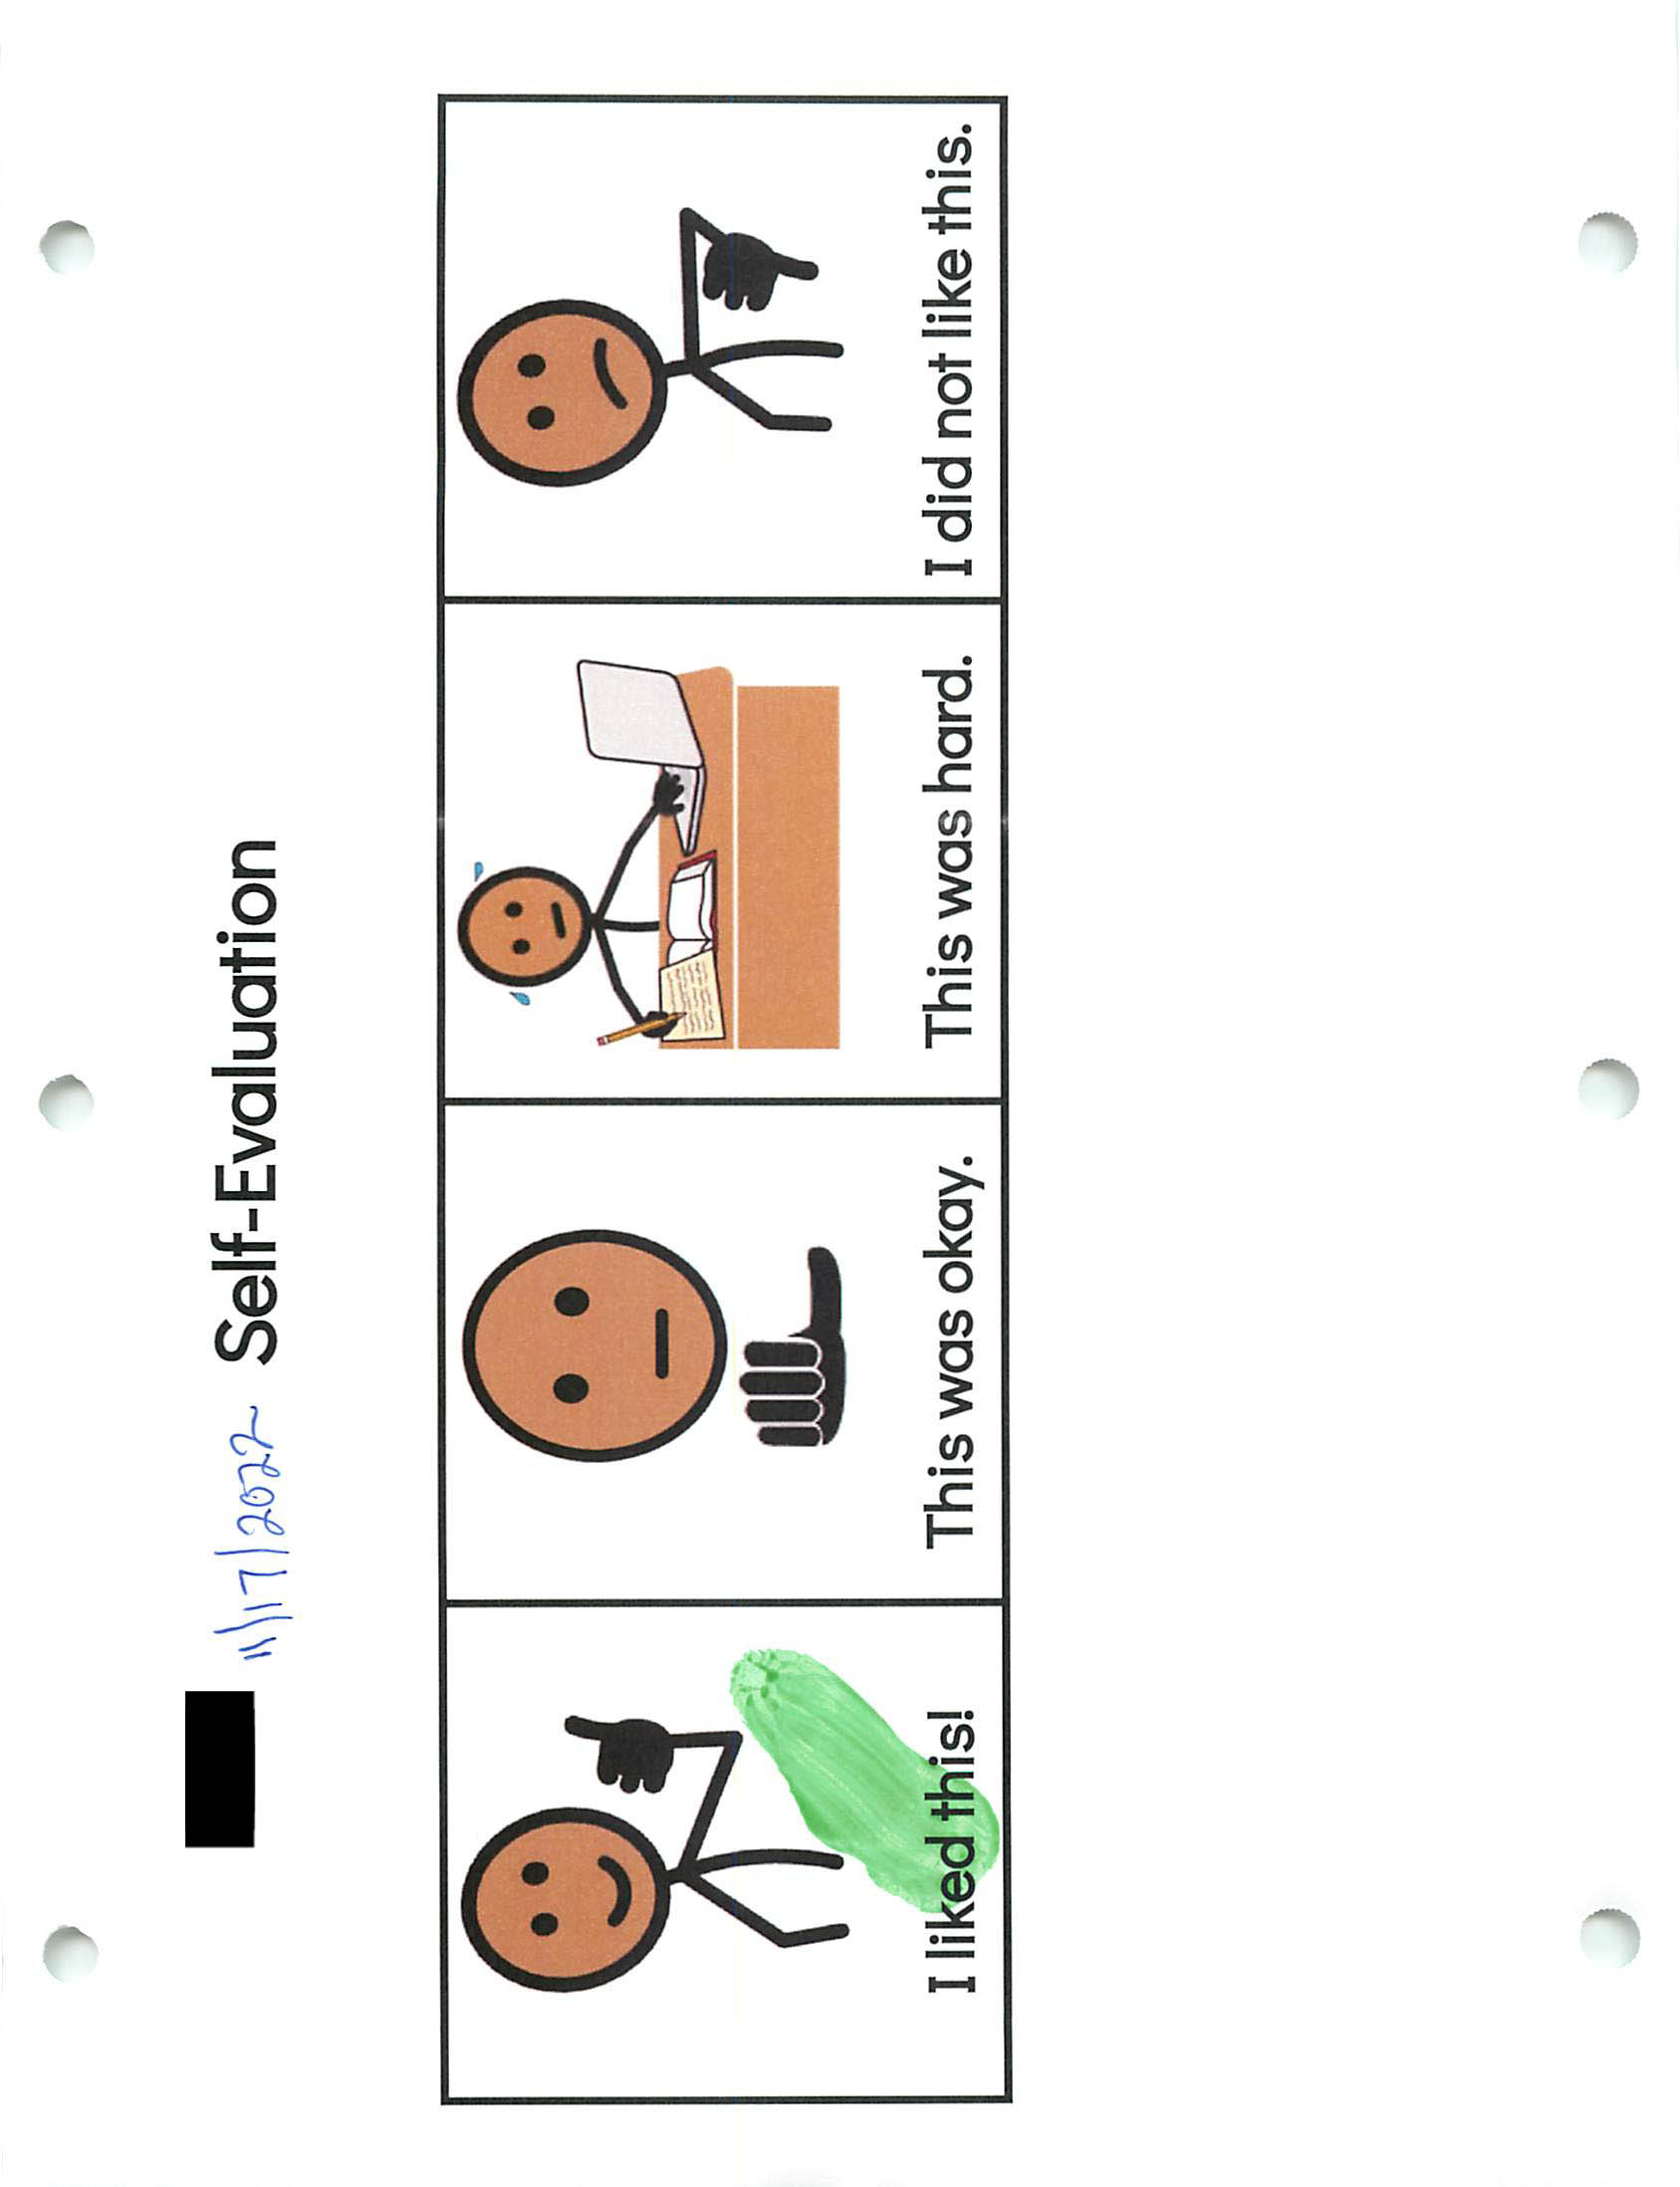 11/17/2022 Self-Evaluation
I liked this!
This was okay.
This was hard.
I did not like this.